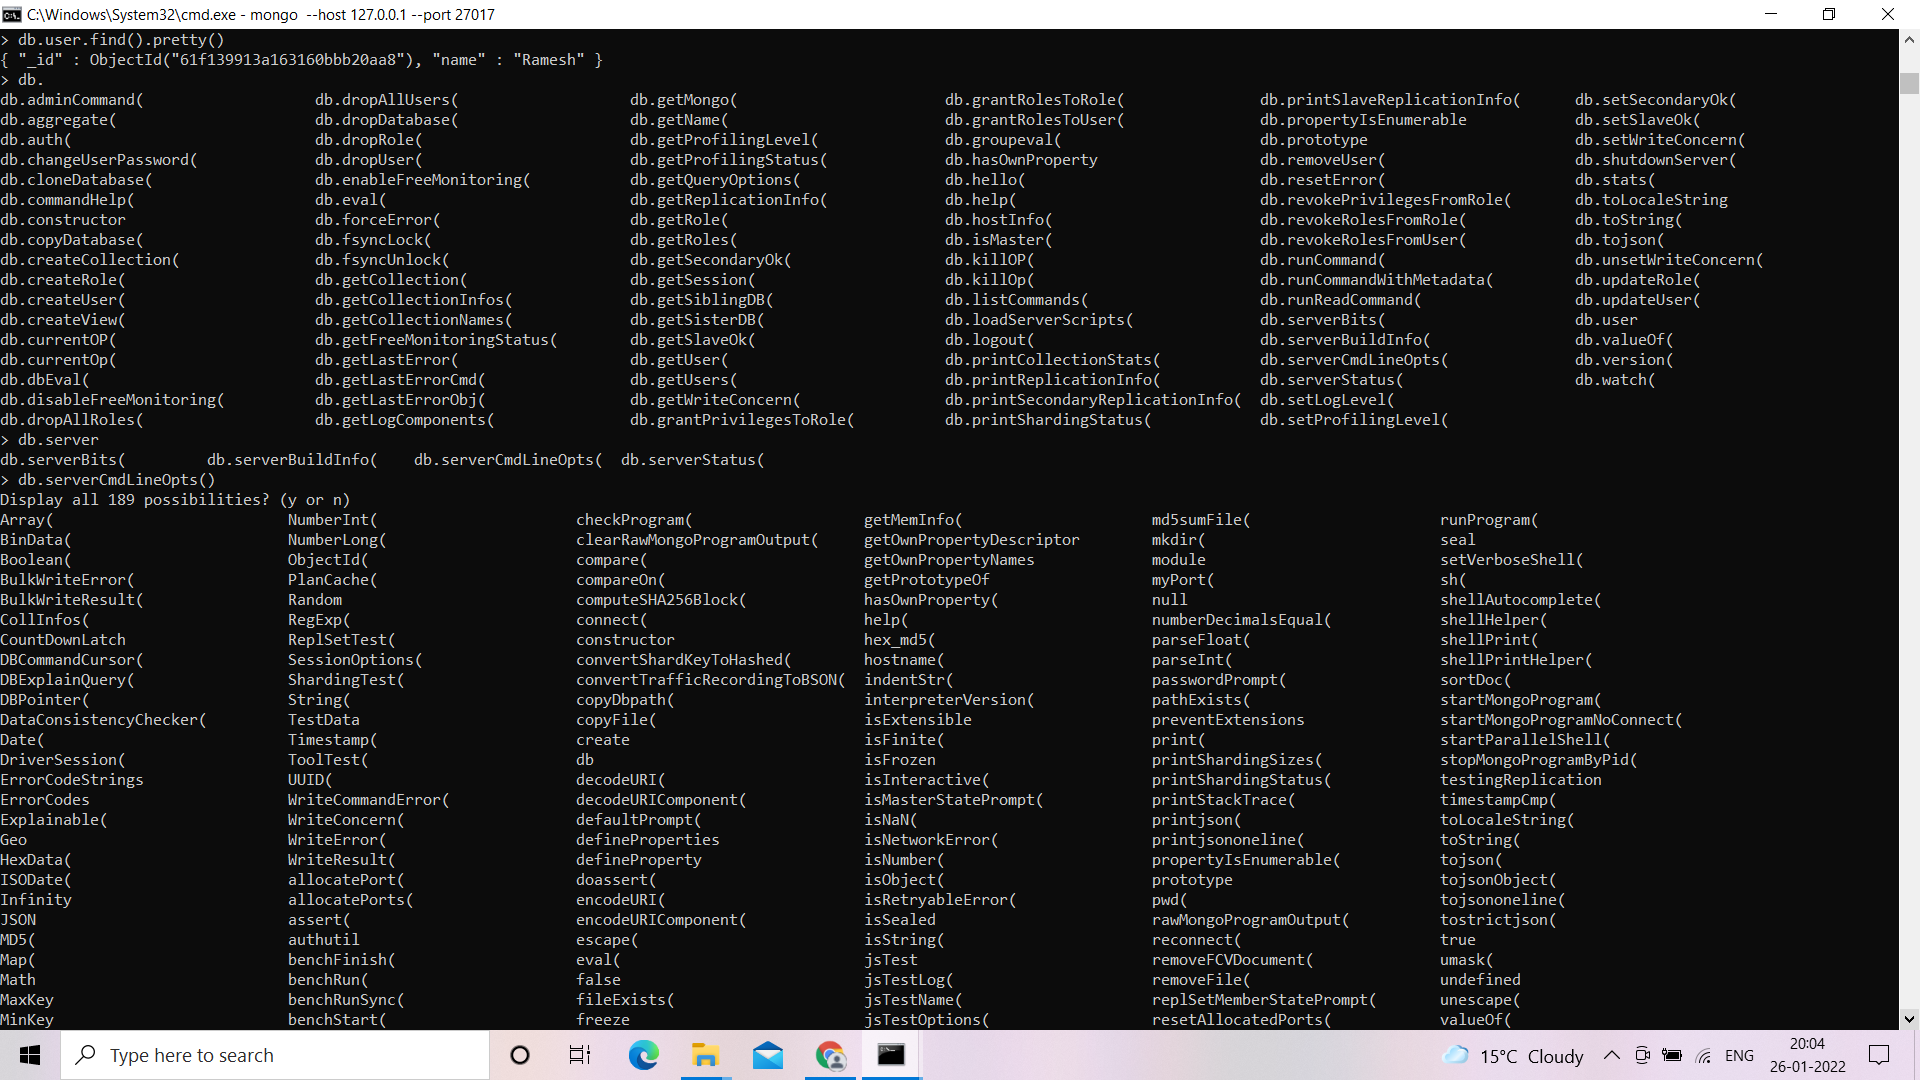 C:\Windows\System32\cmd.exe - mongo  --host 127.0.0.1 --port 27017
> db.user.find().pretty()
{ "_id" : ObjectId("61f139913a163160bbb20aa8"), "name" : "Ramesh" }
> db.
db.adminCommand( db.dropAllUsers( db.getMongo( db.grantRolesToRole( db.printSlaveReplicationInfo( db.setSecondaryOk(
db.aggregate( db.dropDatabase( db.getName( db.grantRolesToUser( db.propertyIsEnumerable db.setSlaveOk(
db.auth( db.dropRole( db.getProfilingLevel( db.groupeval( db.prototype db.setWriteConcern(
db.changeUserPassword( db.dropUser( db.getProfilingStatus( db.hasOwnProperty db.removeUser( db.shutdownServer(
db.cloneDatabase( db.enableFreeMonitoring( db.getQueryOptions( db.hello( db.resetError( db.stats(
db.commandHelp( db.eval( db.getReplicationInfo( db.help( db.revokePrivilegesFromRole( db.toLocaleString
db.constructor db.forceError( db.getRole( db.hostInfo( db.revokeRolesFromRole( db.toString(
db.copyDatabase( db.fsyncLock( db.getRoles( db.isMaster( db.revokeRolesFromUser( db.tojson(
db.createCollection( db.fsyncUnlock( db.getSecondaryOk( db.killOP( db.runCommand( db.unsetWriteConcern(
db.createRole( db.getCollection( db.getSession( db.killOp( db.runCommandWithMetadata( db.updateRole(
db.createUser( db.getCollectionInfos( db.getSiblingDB( db.listCommands( db.runReadCommand( db.updateUser(
db.createView( db.getCollectionNames( db.getSisterDB( db.loadServerScripts( db.serverBits( db.user
db.currentOP( db.getFreeMonitoringStatus( db.getSlaveOk( db.logout( db.serverBuildInfo( db.valueOf(
db.currentOp( db.getLastError( db.getUser( db.printCollectionStats( db.serverCmdLineOpts( db.version(
db.dbEval( db.getLastErrorCmd( db.getUsers( db.printReplicationInfo( db.serverStatus( db.watch(
db.disableFreeMonitoring( db.getLastErrorObj( db.getWriteConcern( db.printSecondaryReplicationInfo( db.setLogLevel(
db.dropAllRoles( db.getLogComponents( db.grantPrivilegesToRole( db.printShardingStatus( db.setProfilingLevel(
> db.server
db.serverBits( db.serverBuildInfo( db.serverCmdLineOpts( db.serverStatus(
> db.serverCmdLineOpts()
Display all 189 possibilities? (y or n)
Array( NumberInt( checkProgram( getMemInfo( md5sumFile( runProgram(
BinData( NumberLong( clearRawMongoProgramOutput( getOwnPropertyDescriptor mkdir( seal
Boolean( ObjectId( compare( getOwnPropertyNames module setVerboseShell(
BulkWriteError( PlanCache( compareOn( getPrototypeOf myPort( sh(
BulkWriteResult( Random computeSHA256Block( hasOwnProperty( null shellAutocomplete(
CollInfos( RegExp( connect( help( numberDecimalsEqual( shellHelper(
CountDownLatch ReplSetTest( constructor hex_md5( parseFloat( shellPrint(
DBCommandCursor( SessionOptions( convertShardKeyToHashed( hostname( parseInt( shellPrintHelper(
DBExplainQuery( ShardingTest( convertTrafficRecordingToBSON( indentStr( passwordPrompt( sortDoc(
DBPointer( String( copyDbpath( interpreterVersion( pathExists( startMongoProgram(
DataConsistencyChecker( TestData copyFile( isExtensible preventExtensions startMongoProgramNoConnect(
Date( Timestamp( create isFinite( print( startParallelShell(
DriverSession( ToolTest( db isFrozen printShardingSizes( stopMongoProgramByPid(
ErrorCodeStrings UUID( decodeURI( isInteractive( printShardingStatus( testingReplication
ErrorCodes WriteCommandError( decodeURIComponent( isMasterStatePrompt( printStackTrace( timestampCmp(
Explainable( WriteConcern( defaultPrompt( isNaN( printjson( toLocaleString(
Geo WriteError( defineProperties isNetworkError( printjsononeline( toString(
HexData( WriteResult( defineProperty isNumber( propertyIsEnumerable( tojson(
ISODate( allocatePort( doassert( isObject( prototype tojsonObject(
Infinity allocatePorts( encodeURI( isRetryableError( pwd( tojsononeline(
JSON assert( encodeURIComponent( isSealed rawMongoProgramOutput( tostrictjson(
MD5( authutil escape( isString( reconnect( true
Map( benchFinish( eval( jsTest removeFCVDocument( umask(
Math benchRun( false jsTestLog( removeFile( undefined
MaxKey benchRunSync( fileExists( jsTestName( replSetMemberStatePrompt( unescape(
MinKey benchStart( freeze jsTestOptions( resetAllocatedPorts( valueOf(
Type here to search
15°C Cloudy
ENG
20:04
26-01-2022